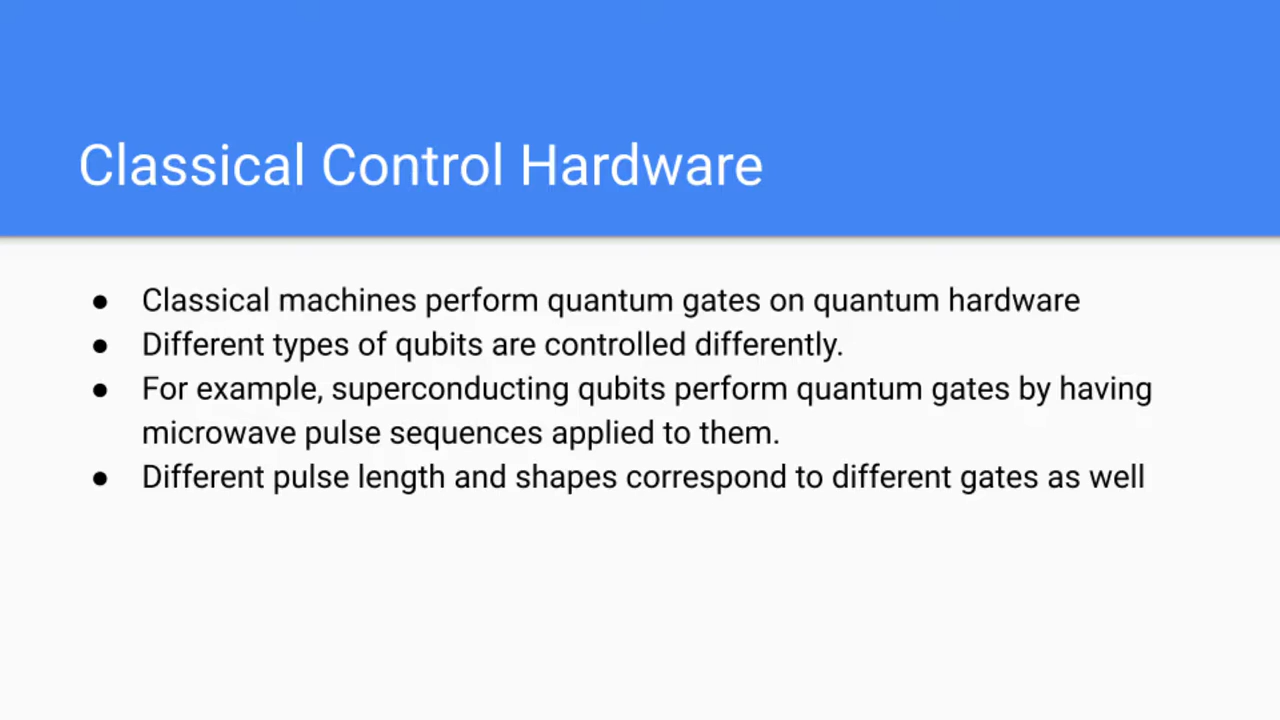 Classical Control Hardware
● Classical machines perform quantum gates on quantum hardware
● Different types of qubits are controlled differently.
● For example, superconducting qubits perform quantum gates by having
microwave pulse sequences applied to them.
● Different pulse length and shapes correspond to different gates as well